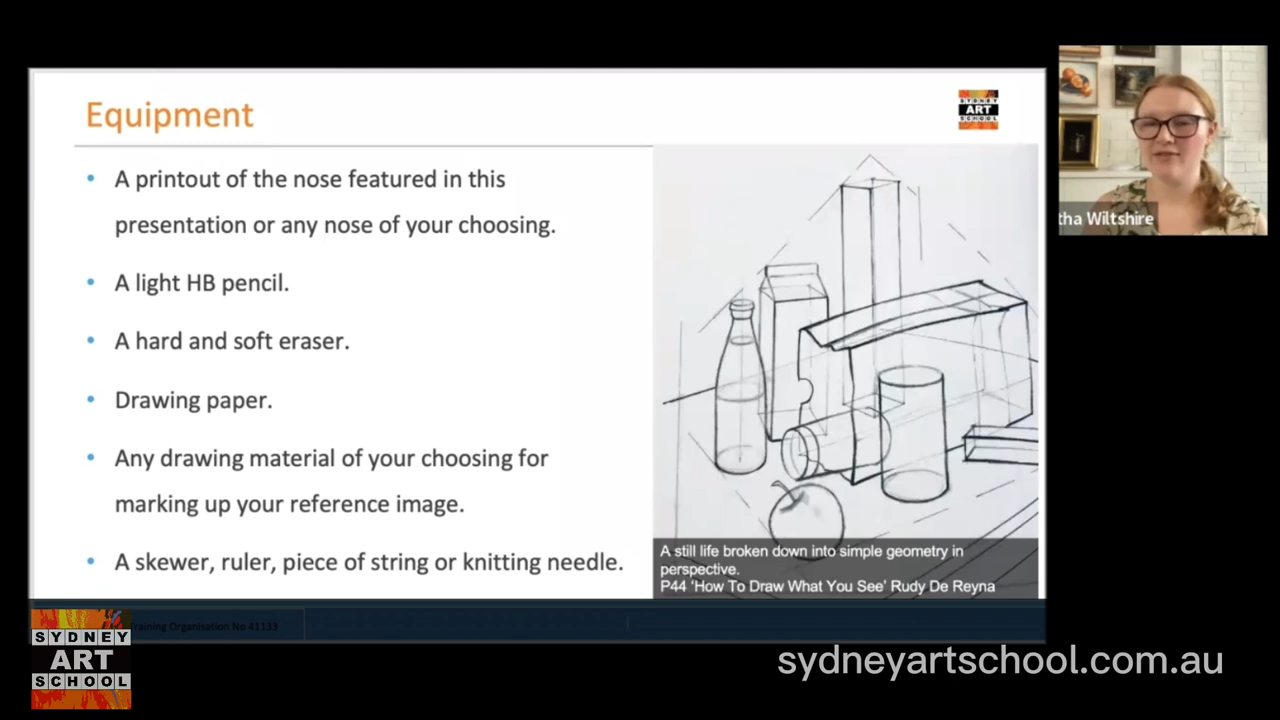 Equipment
SYDNEY
ART
SCHOOL
• A printout of the nose featured in this
presentation or any nose of your choosing.
• A light HB pencil.
• A hard and soft eraser.
• Drawing paper.
• Any drawing material of your choosing for
marking up your reference image.
• A skewer, ruler, piece of string or knitting needle.
A still life broken down into simple geometry in
perspective.
P44 ‘How To Draw What You See’ Rudy De Reyna
tha Wiltshire
raining Organisation No 41133
SYDNEY
ART
SCHOOL
sydneyartschool.com.au